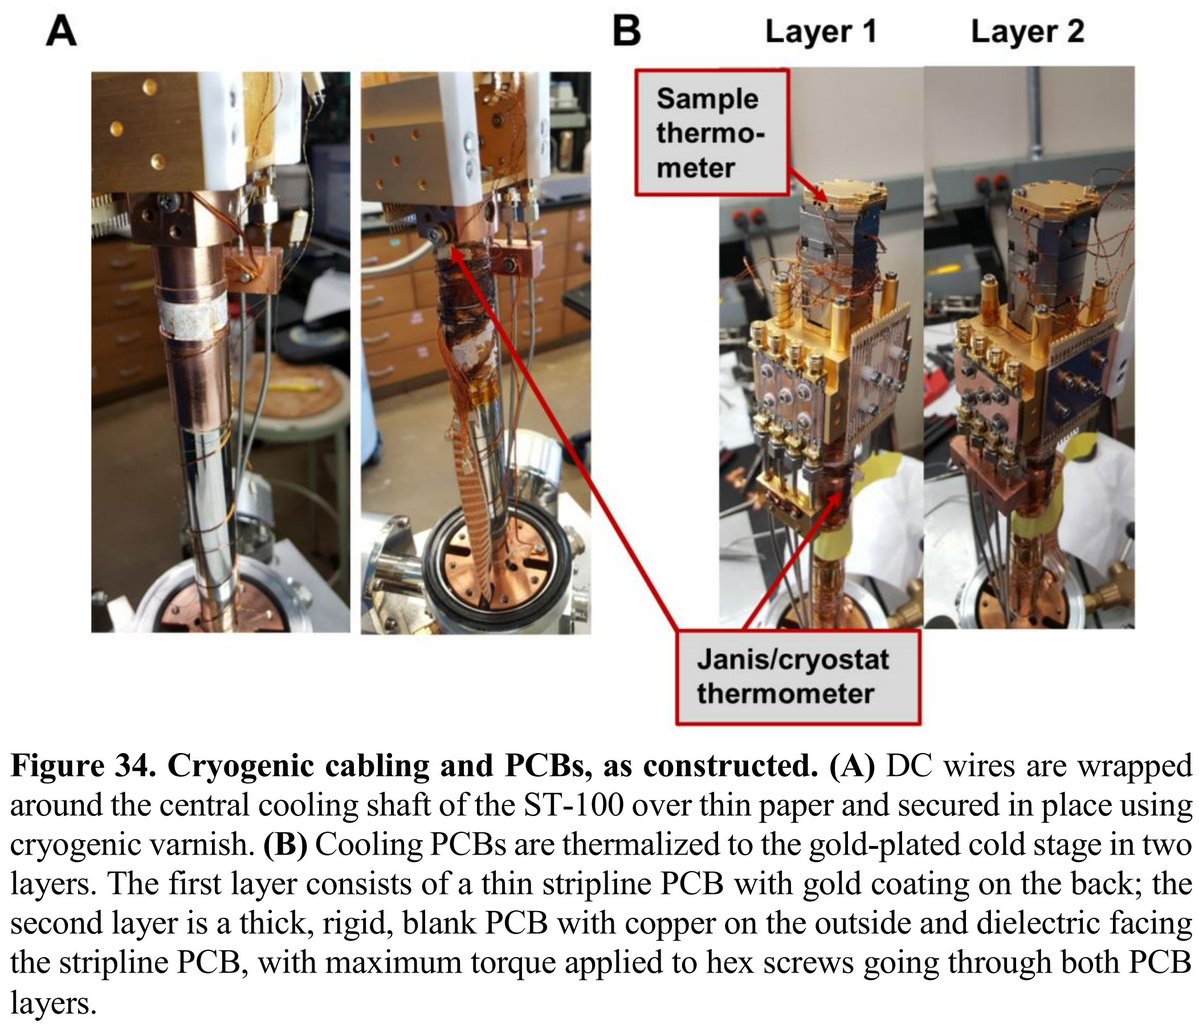 A
B
Layer 1
Layer 2
Sample
thermo-
meter
Janis/cryostat
thermometer
Figure 34. Cryogenic cabling and PCBs, as constructed. (A) DC wires are wrapped
around the central cooling shaft of the ST-100 over thin paper and secured in place using
cryogenic varnish. (B) Cooling PCBs are thermalized to the gold-plated cold stage in two
layers. The first layer consists of a thin stripline PCB with gold coating on the back; the
second layer is a thick, rigid, blank PCB with copper on the outside and dielectric facing
the stripline PCB, with maximum torque applied to hex screws going through both PCB
layers.